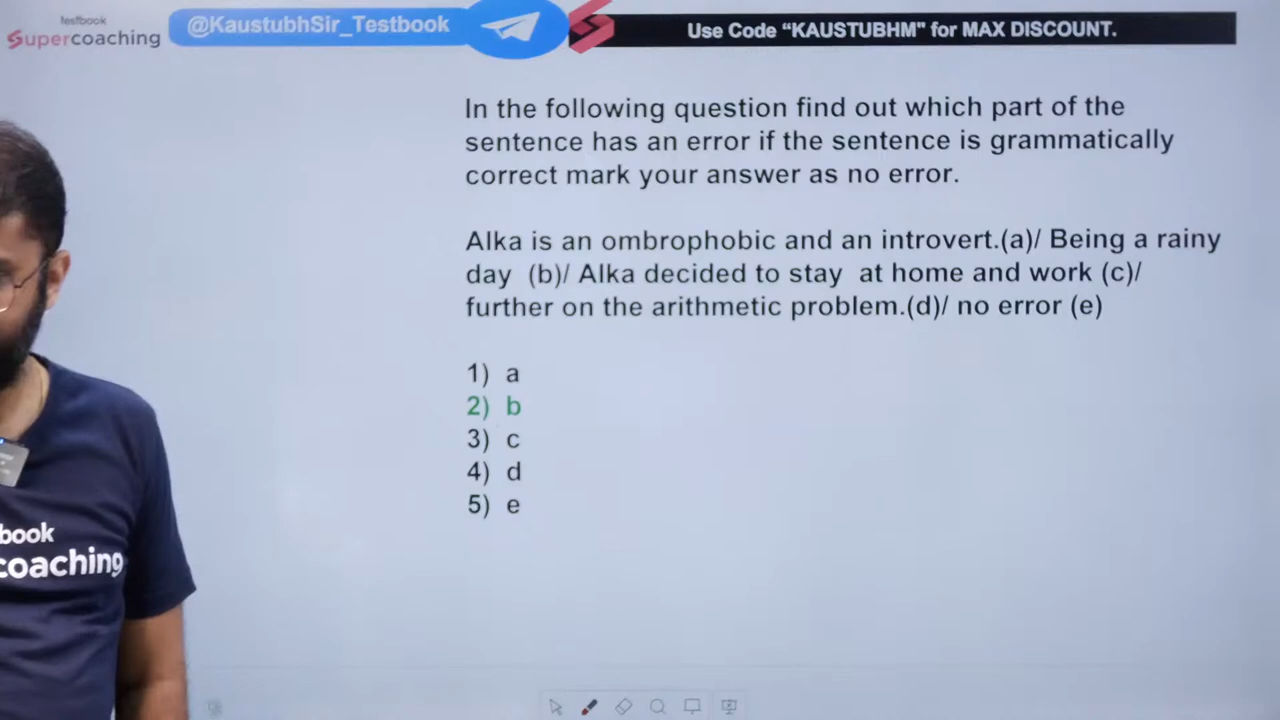 testbook
Supercoaching
@KaustubhSir_Testbook
Use Code “KAUSTUBHM" for MAX DISCOUNT.
In the following question find out which part of the
sentence has an error if the sentence is grammatically
correct mark your answer as no error.
Alka is an ombrophobic and an introvert.(a)/ Being a rainy
day (b)/ Alka decided to stay at home and work (c)/
further on the arithmetic problem.(d)/ no error (e)
1) a
2) b
3) c
4) d
5) e
book
coaching